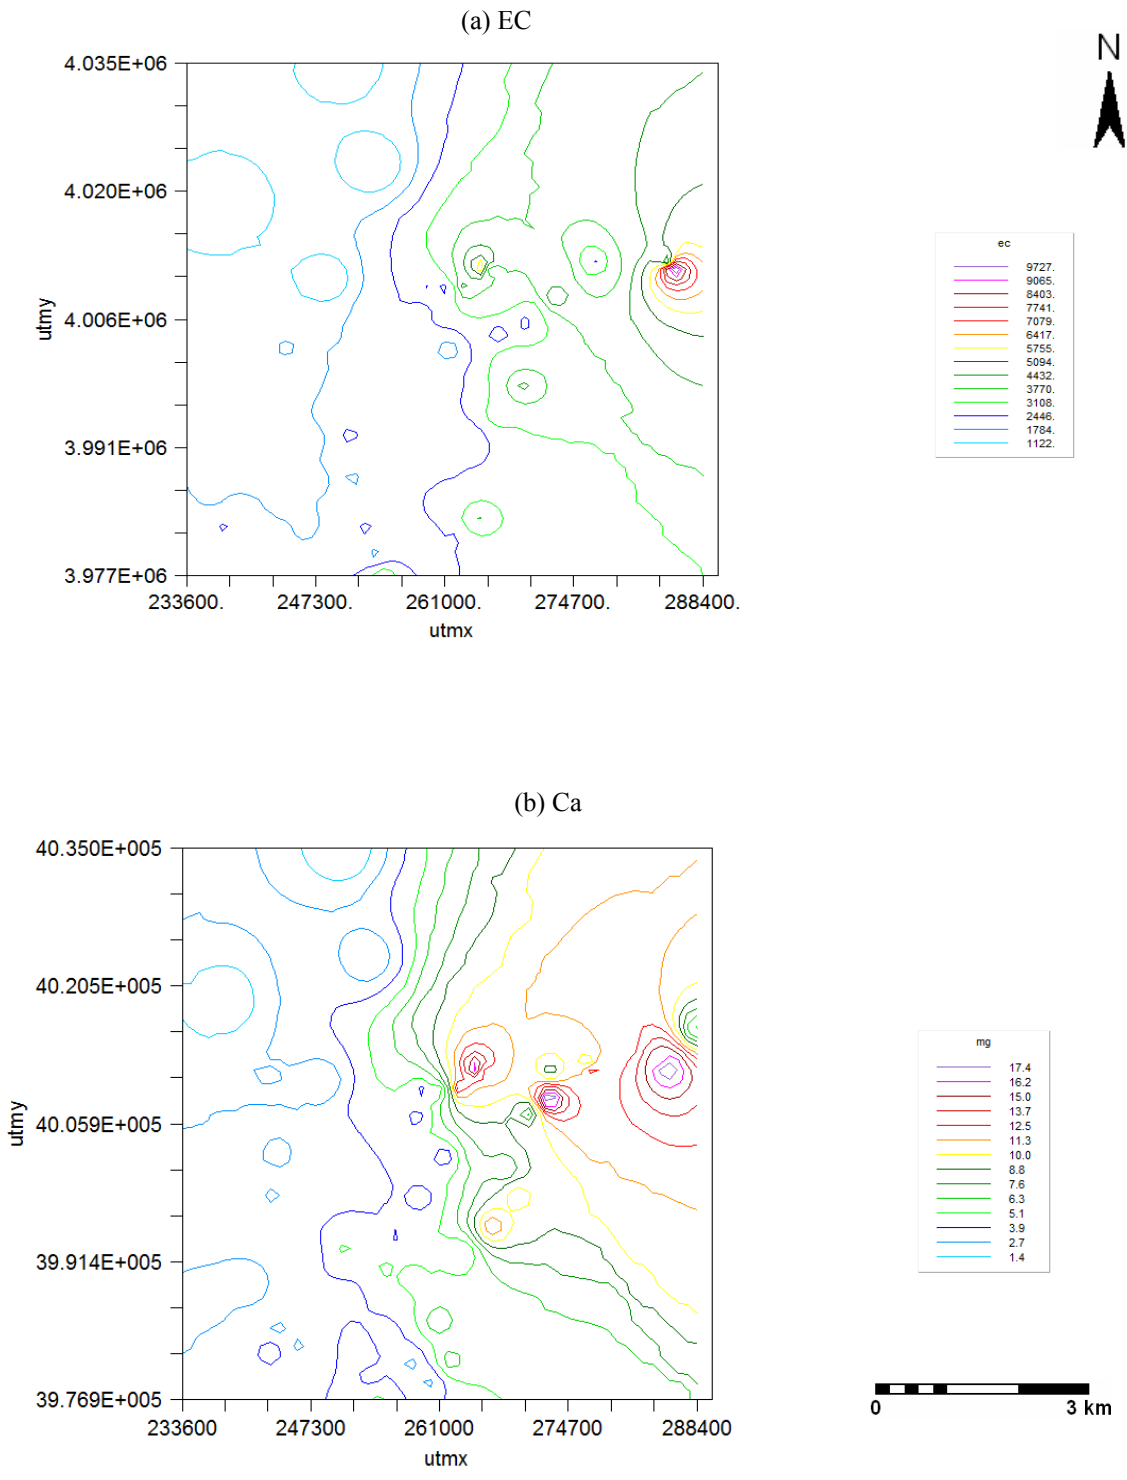 (a) EC
N
4.035E+06
4.020E+06
4.006E+06
3.991E+06
3.977E+06
utmy
233600.
247300.
261000.
274700.
288400.
utmx
ec
9727.
9065.
8403.
7741.
7079.
6417.
5755.
5094.
4432.
3770.
3108.
2446.
1784.
1122.
(b) Ca
40.350E+005
40.205E+005
40.059E+005
39.914E+005
39.769E+005
utmy
233600
247300
261000
274700
288400
utmx
mg
17.4
16.2
15.0
13.7
12.5
11.3
10.0
8.8
7.6
6.3
5.1
3.9
2.7
1.4
0 3 km